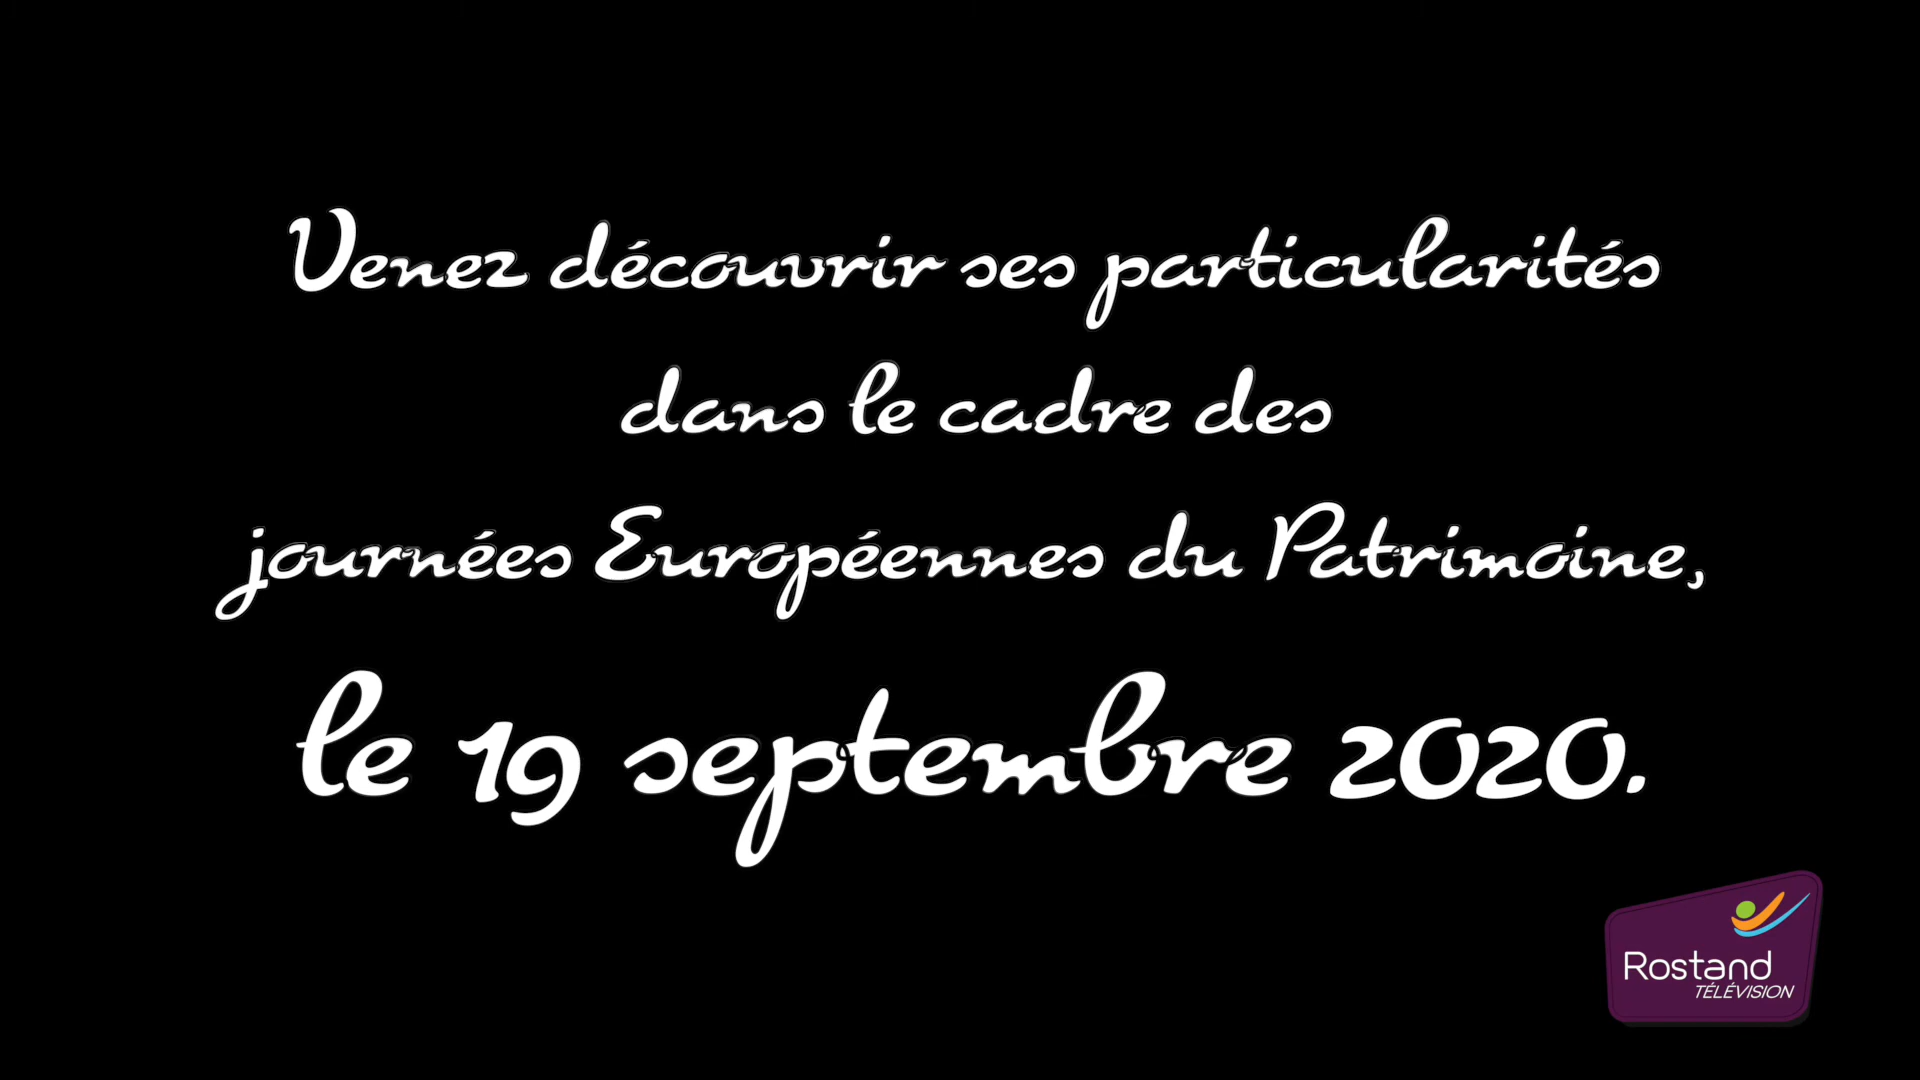 Venez découvrir ses particularités
dans le cadre des
journées Européennes du Patrimoine,
le 19 septembre 2020.
Rostand
TÉLÉVISION